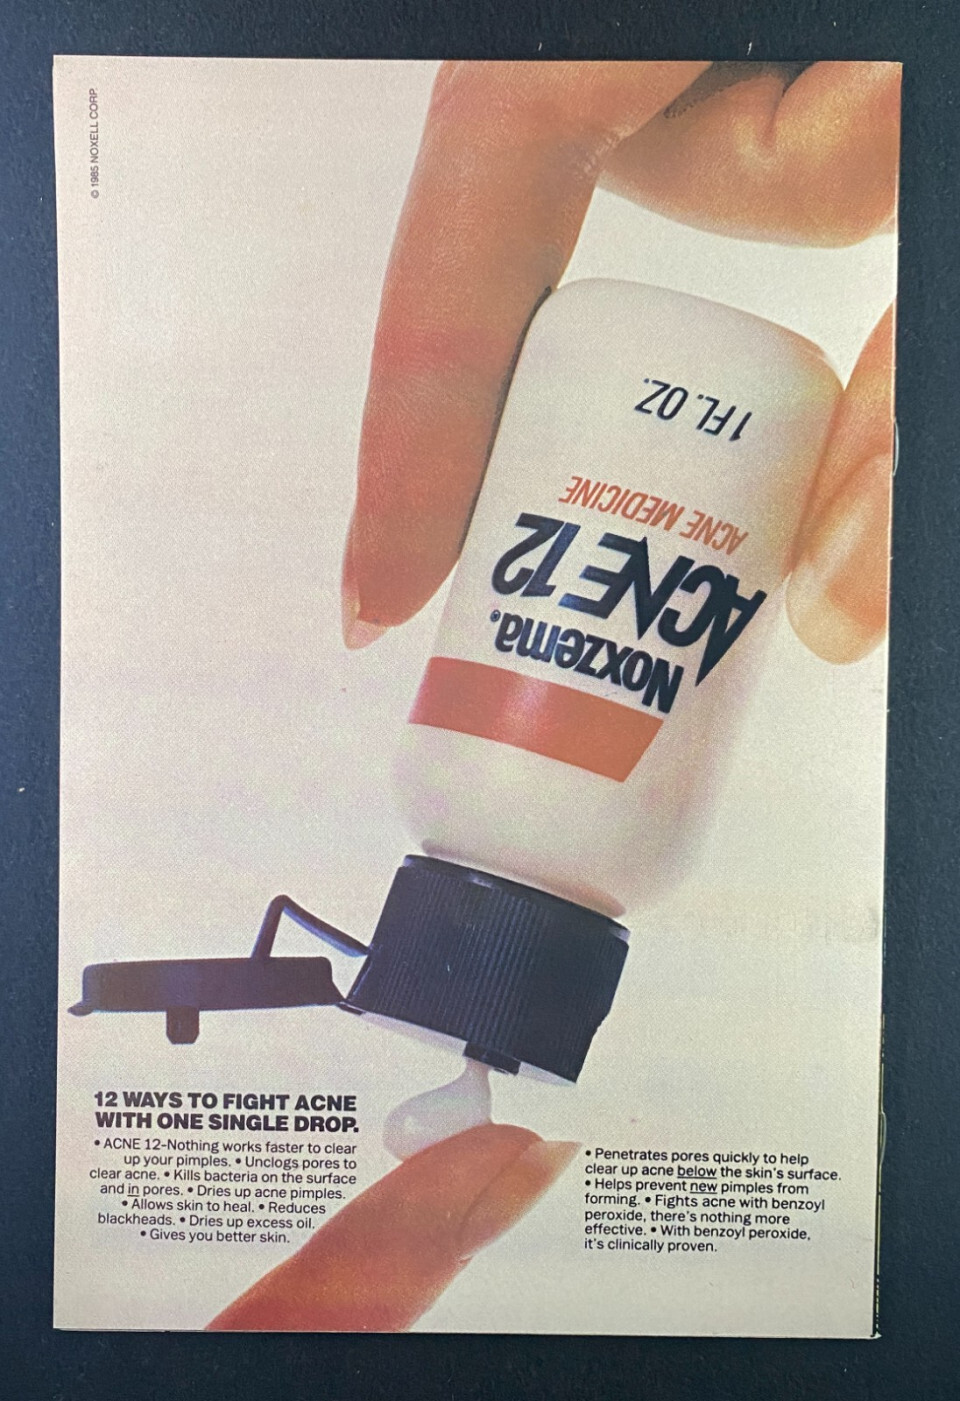 © 1985 NOXELL CORP.
1 FL. OZ.
ACNE MEDICINE
ACNE 12
Noxzema®
12 WAYS TO FIGHT ACNE
WITH ONE SINGLE DROP.
• ACNE 12–Nothing works faster to clear
up your pimples. • Unclogs pores to
clear acne. • Kills bacteria on the surface
and in pores. • Dries up acne pimples.
• Allows skin to heal. • Reduces
blackheads. • Dries up excess oil.
• Gives you better skin.
• Penetrates pores quickly to help
clear up acne below the skin's surface.
• Helps prevent new pimples from
forming. • Fights acne with benzoyl
peroxide, there's nothing more
effective. • With benzoyl peroxide,
it's clinically proven.